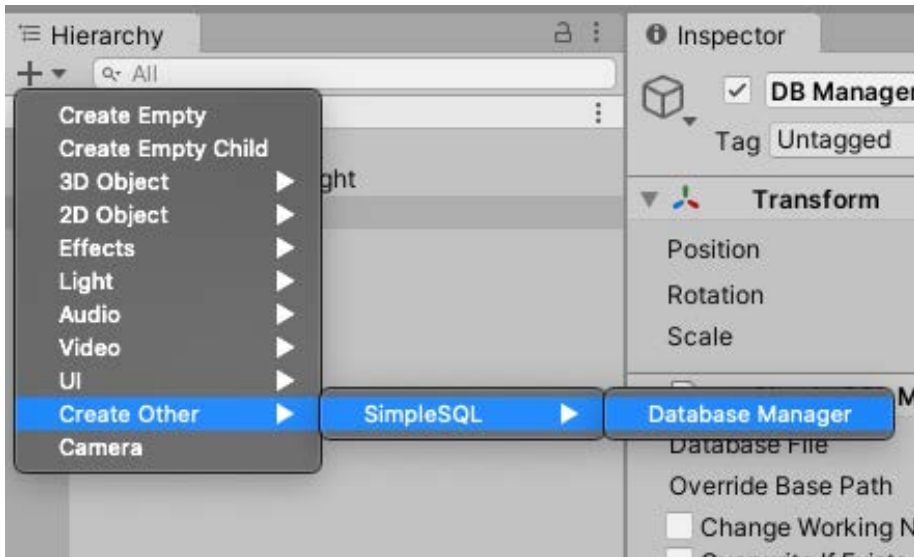 Hierarchy
All
Create Empty
Create Empty Child
3D Object
2D Object
Effects
Light
Audio
Video
UI
Create Other
Camera
SimpleSQL
Database Manager
Inspector
DB Manager
Tag Untagged
Transform
Position
Rotation
Scale
Database File
Override Base Path
Change Working N